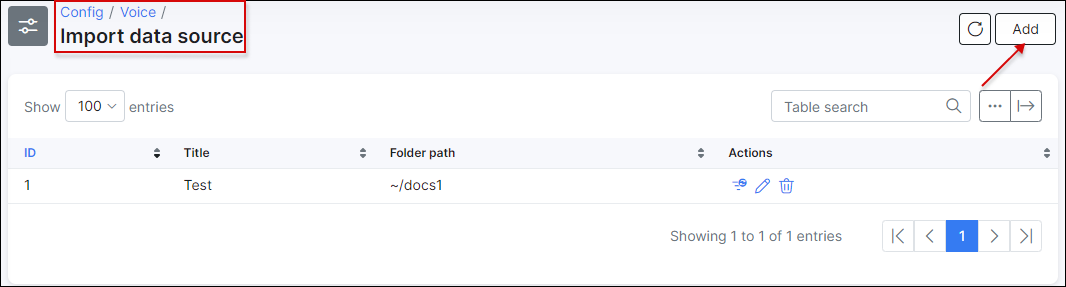 Config / Voice /
Import data source
Add
Show 100 entries
Table search
ID Title Folder path Actions
1 Test ~/docs1
Showing 1 to 1 of 1 entries
1